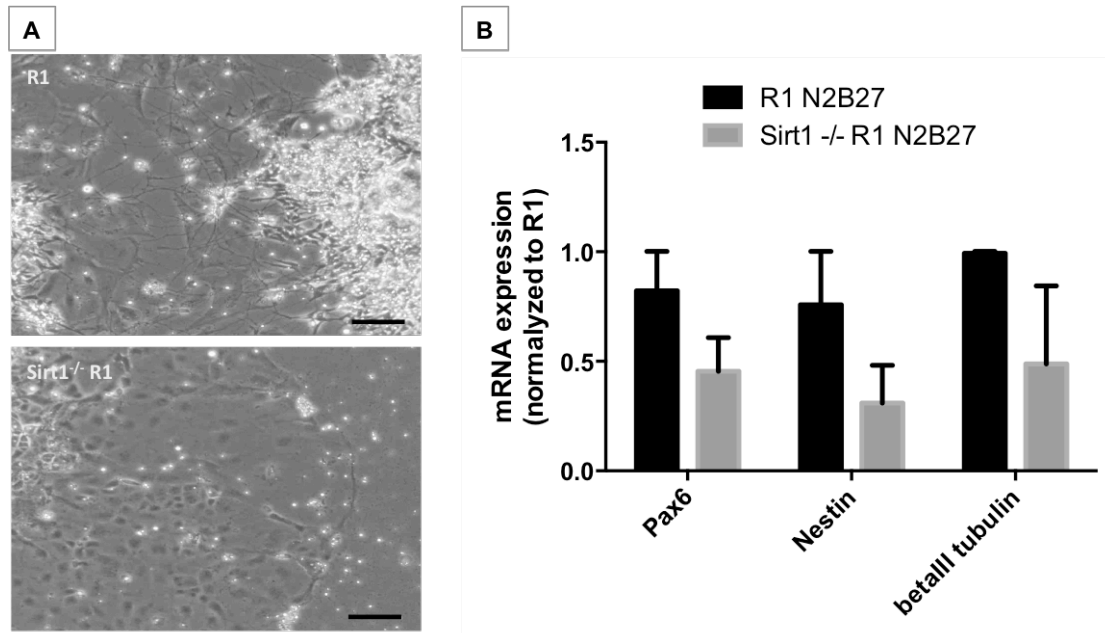 A
R1
Sirt1-/- R1
B
R1 N2B27
Sirt1 -/- R1 N2B27
mRNA expression
(normalized to R1)
1.5
1.0
0.5
0.0
Pax6
Nestin
betaIII tubulin